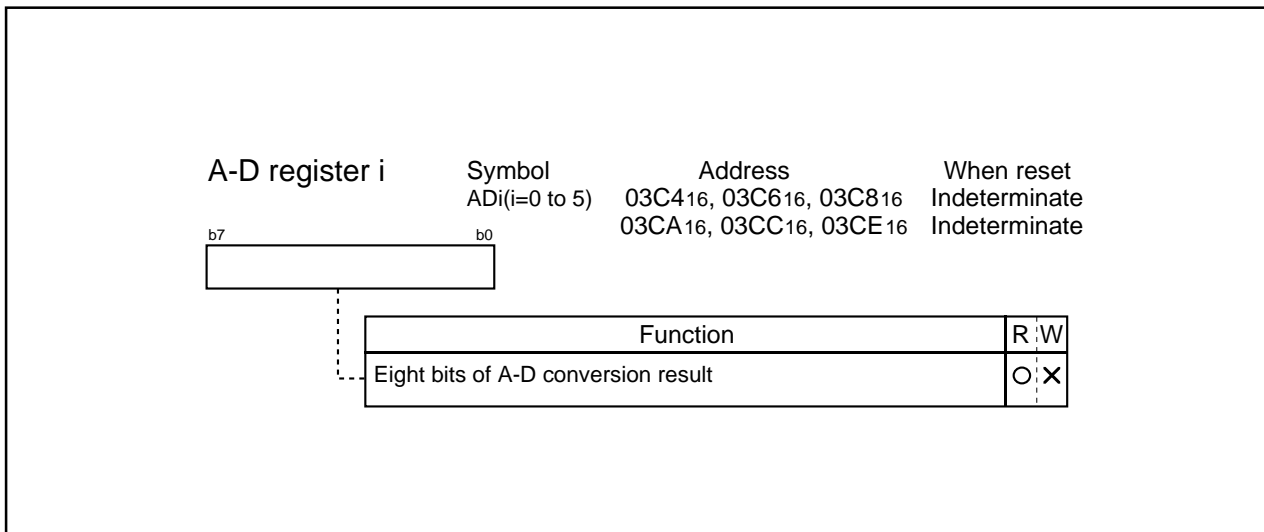 A-D register i Symbol Address When reset
ADi(i=0 to 5) 03C416, 03C616, 03C816 Indeterminate
03CA16, 03CC16, 03CE16 Indeterminate
b7 b0
Function R W
Eight bits of A-D conversion result O X